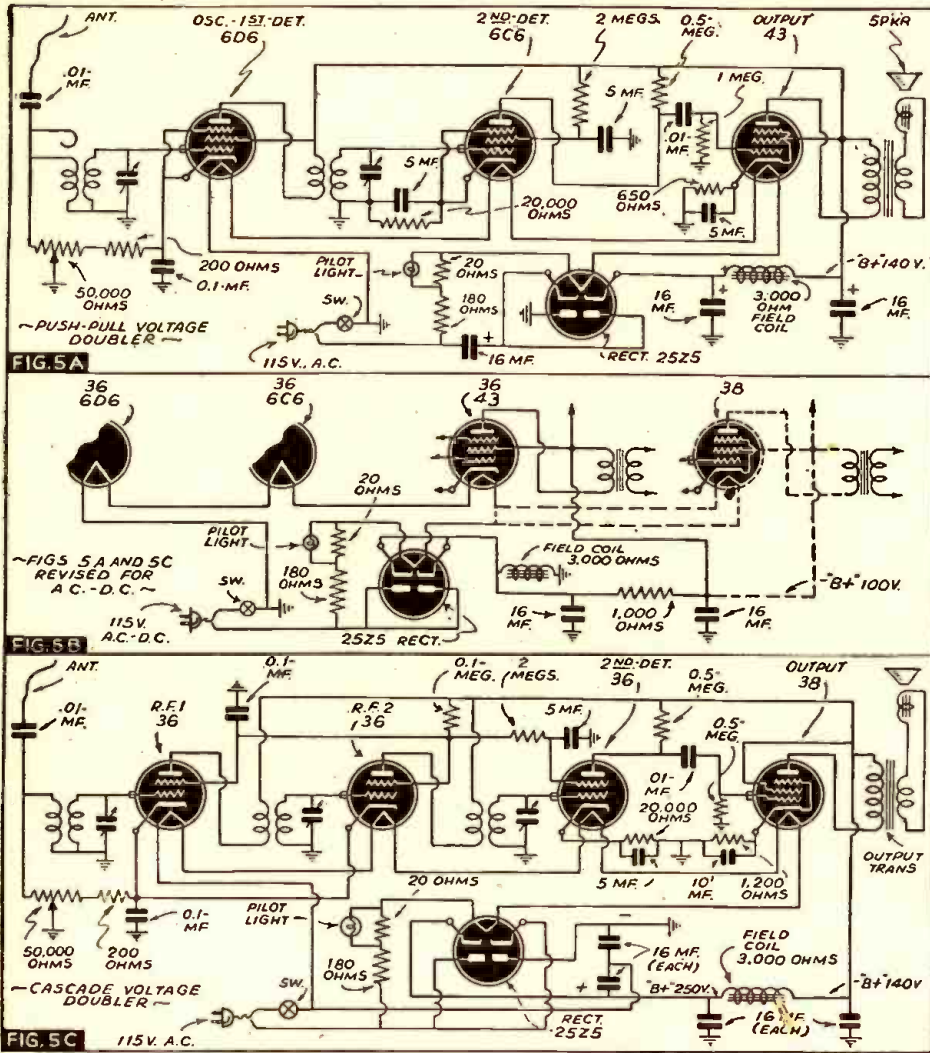 ANT.
OSC.-1ST-DET.
6D6
2ND-DET.
6C6
2 MEGS.
0.5-
MEG.
OUTPUT
43
SPKR
.01-
MF.
5 MF.
1 MEG.
.01-
MF.
5 MF.
650
OHMS
5 MF.
20,000
OHMS
200 OHMS
0.1-MF.
50,000
OHMS
PILOT
LIGHT
20
OHMS
180
OHMS
SW.
+
16 MF.
115 V., A.C.
RECT. 25Z5
+
16
MF.
3,000
OHM
FIELD
COIL
"B+"140 V.
+
16
MF.
~PUSH-PULL VOLTAGE
DOUBLER~
FIG. 5A
36
6D6
36
6C6
36
43
38
20
OHMS
PILOT
LIGHT
180
OHMS
FIELD COIL
3,000 OHMS
~FIGS 5A AND 5C
REVISED FOR
A.C.-D.C.~
SW.
115 V.
A.C.-D.C.
25Z5 RECT.
16
MF.
1,000
OHMS
16
MF.
"B+"100V.
FIG. 5B
ANT.
.01-
MF.
R.F.1
36
0.1-
MF.
R.F.2
36
0.1-
MEG.
2
MEGS.
5 MF.
2ND-DET.
36
0.5-
MEG.
0.5-
MEG.
OUTPUT
38
.01-
MF.
20,000
OHMS
5 MF.
10
MF.
1,200
OHMS
OUTPUT
TRANS
50,000
OHMS
200
OHMS
0.1-
MF
PILOT
LIGHT
20 OHMS
180
OHMS
SW.
115 V. A.C.
RECT.
25Z5
-
16 MF.
(EACH)
+
"B+"250V.
FIELD
COIL
3,000 OHMS
"B+"140V
16 MF.
(EACH)
~CASCADE VOLTAGE
DOUBLER~
FIG. 5C